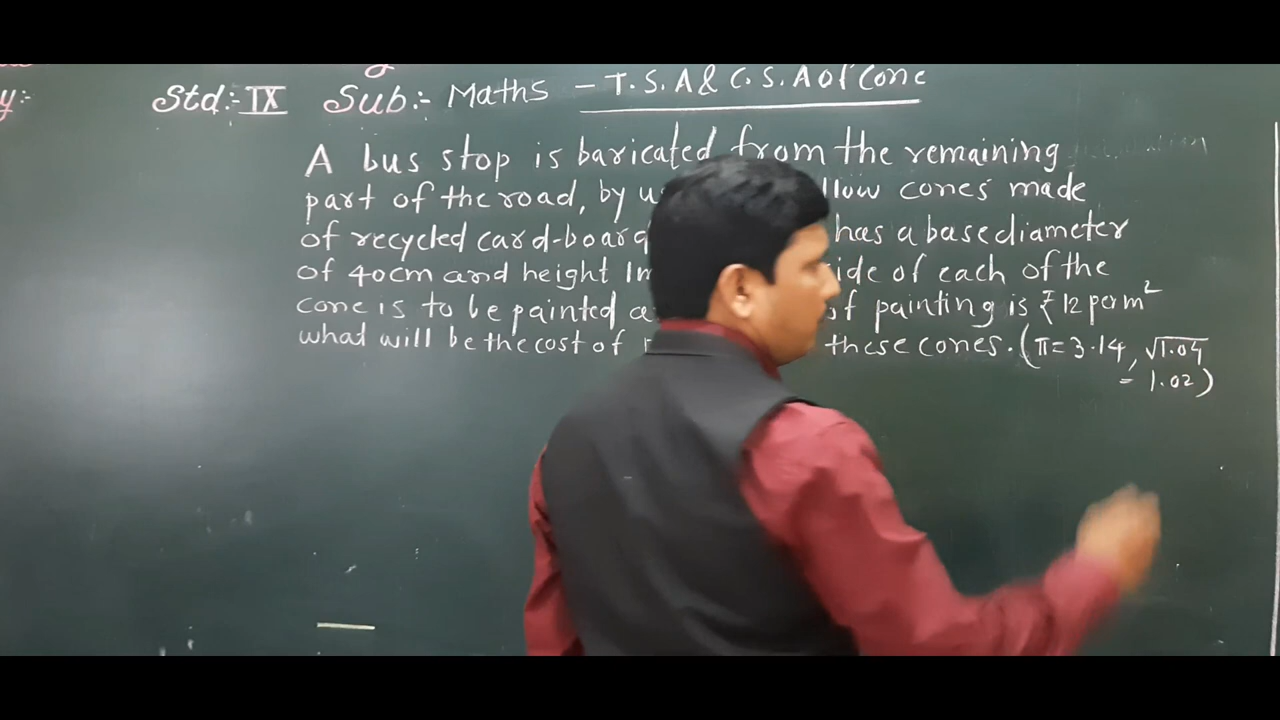 y:-
Std:- IX Sub:- Maths - T.S.A & C.S.A of Cone
A bus stop is baricated from the remaining
part of the road, by cones made
of recycled card-board has a base diameter
of 40cm and height 1m of each of the
cone is to be painted of painting is ₹12 per m²
what will be the cost of these cones. (π = 3.14, √1.04
= 1.02)